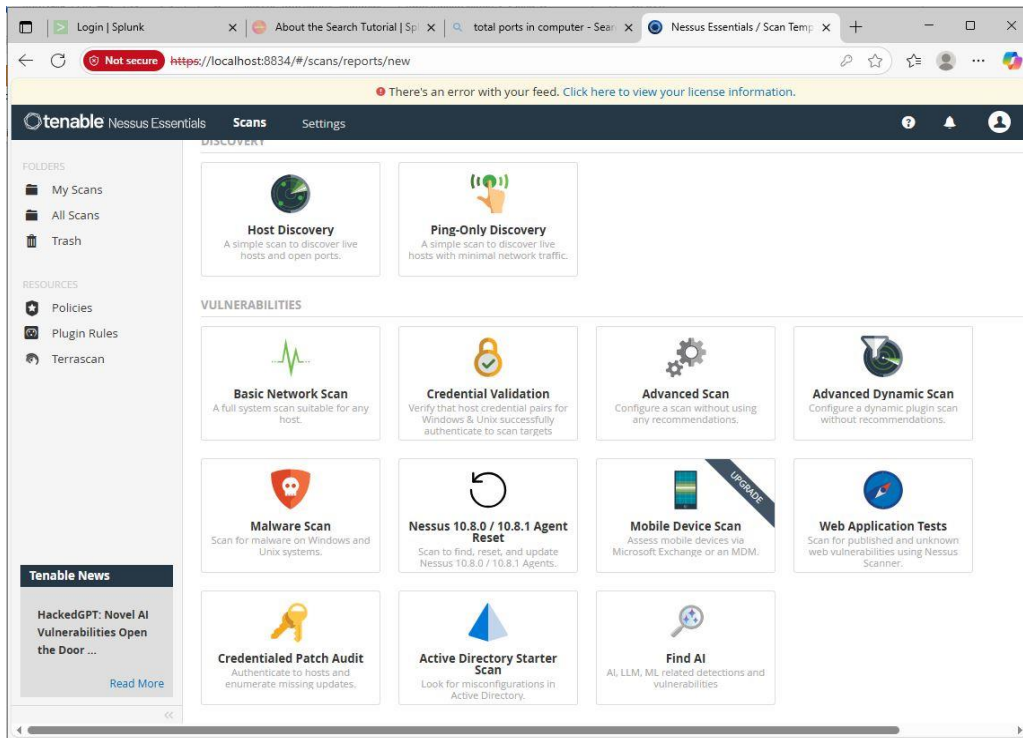 Login | Splunk
About the Search Tutorial | Spl
total ports in computer - Sear
Nessus Essentials / Scan Temp
Not secure
https://localhost:8834/#/scans/reports/new
There's an error with your feed. Click here to view your license information.
tenable Nessus Essentials
Scans
Settings
FOLDERS
My Scans
All Scans
Trash
RESOURCES
Policies
Plugin Rules
Terrascan
Tenable News
HackedGPT: Novel AI
Vulnerabilities Open
the Door ...
Read More
DISCOVERY
Host Discovery
A simple scan to discover live
hosts and open ports.
Ping-Only Discovery
A simple scan to discover live
hosts with minimal network traffic.
VULNERABILITIES
Basic Network Scan
A full system scan suitable for any
host.
Credential Validation
Verify that host credential pairs for
Windows & Unix successfully
authenticate to scan targets
Advanced Scan
Configure a scan without using
any recommendations.
Advanced Dynamic Scan
Configure a dynamic plugin scan
without recommendations.
Malware Scan
Scan for malware on Windows and
Unix systems.
Nessus 10.8.0 / 10.8.1 Agent
Reset
Scan to find, reset, and update
Nessus 10.8.0 / 10.8.1 Agents.
UPGRADE
Mobile Device Scan
Assess mobile devices via
Microsoft Exchange or an MDM.
Web Application Tests
Scan for published and unknown
web vulnerabilities using Nessus
Scanner.
Credentialed Patch Audit
Authenticate to hosts and
enumerate missing updates.
Active Directory Starter
Scan
Look for misconfigurations in
Active Directory.
Find AI
AI, LLM, ML related detections and
vulnerabilities